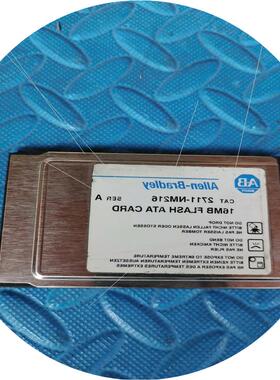 AB
Allen-Bradley
CAT 2711-NM216 SER A
16MB FLASH ATA CARD
DO NOT DROP
BITTE NICHT FALLEN LASSEN ODER STOSSEN
NE PAS LAISSER TOMBER
DO NOT BEND
BITTE NICHT KNICKEN
NE PAS PLIER
DO NOT EXPOSE TO EXTREME TEMPERATURE
BITTE KEINEN EXTREMEN TEMPERATUREN AUSSETZEN
NE PAS EXPOSER A DES TEMPERATURES EXTREMES